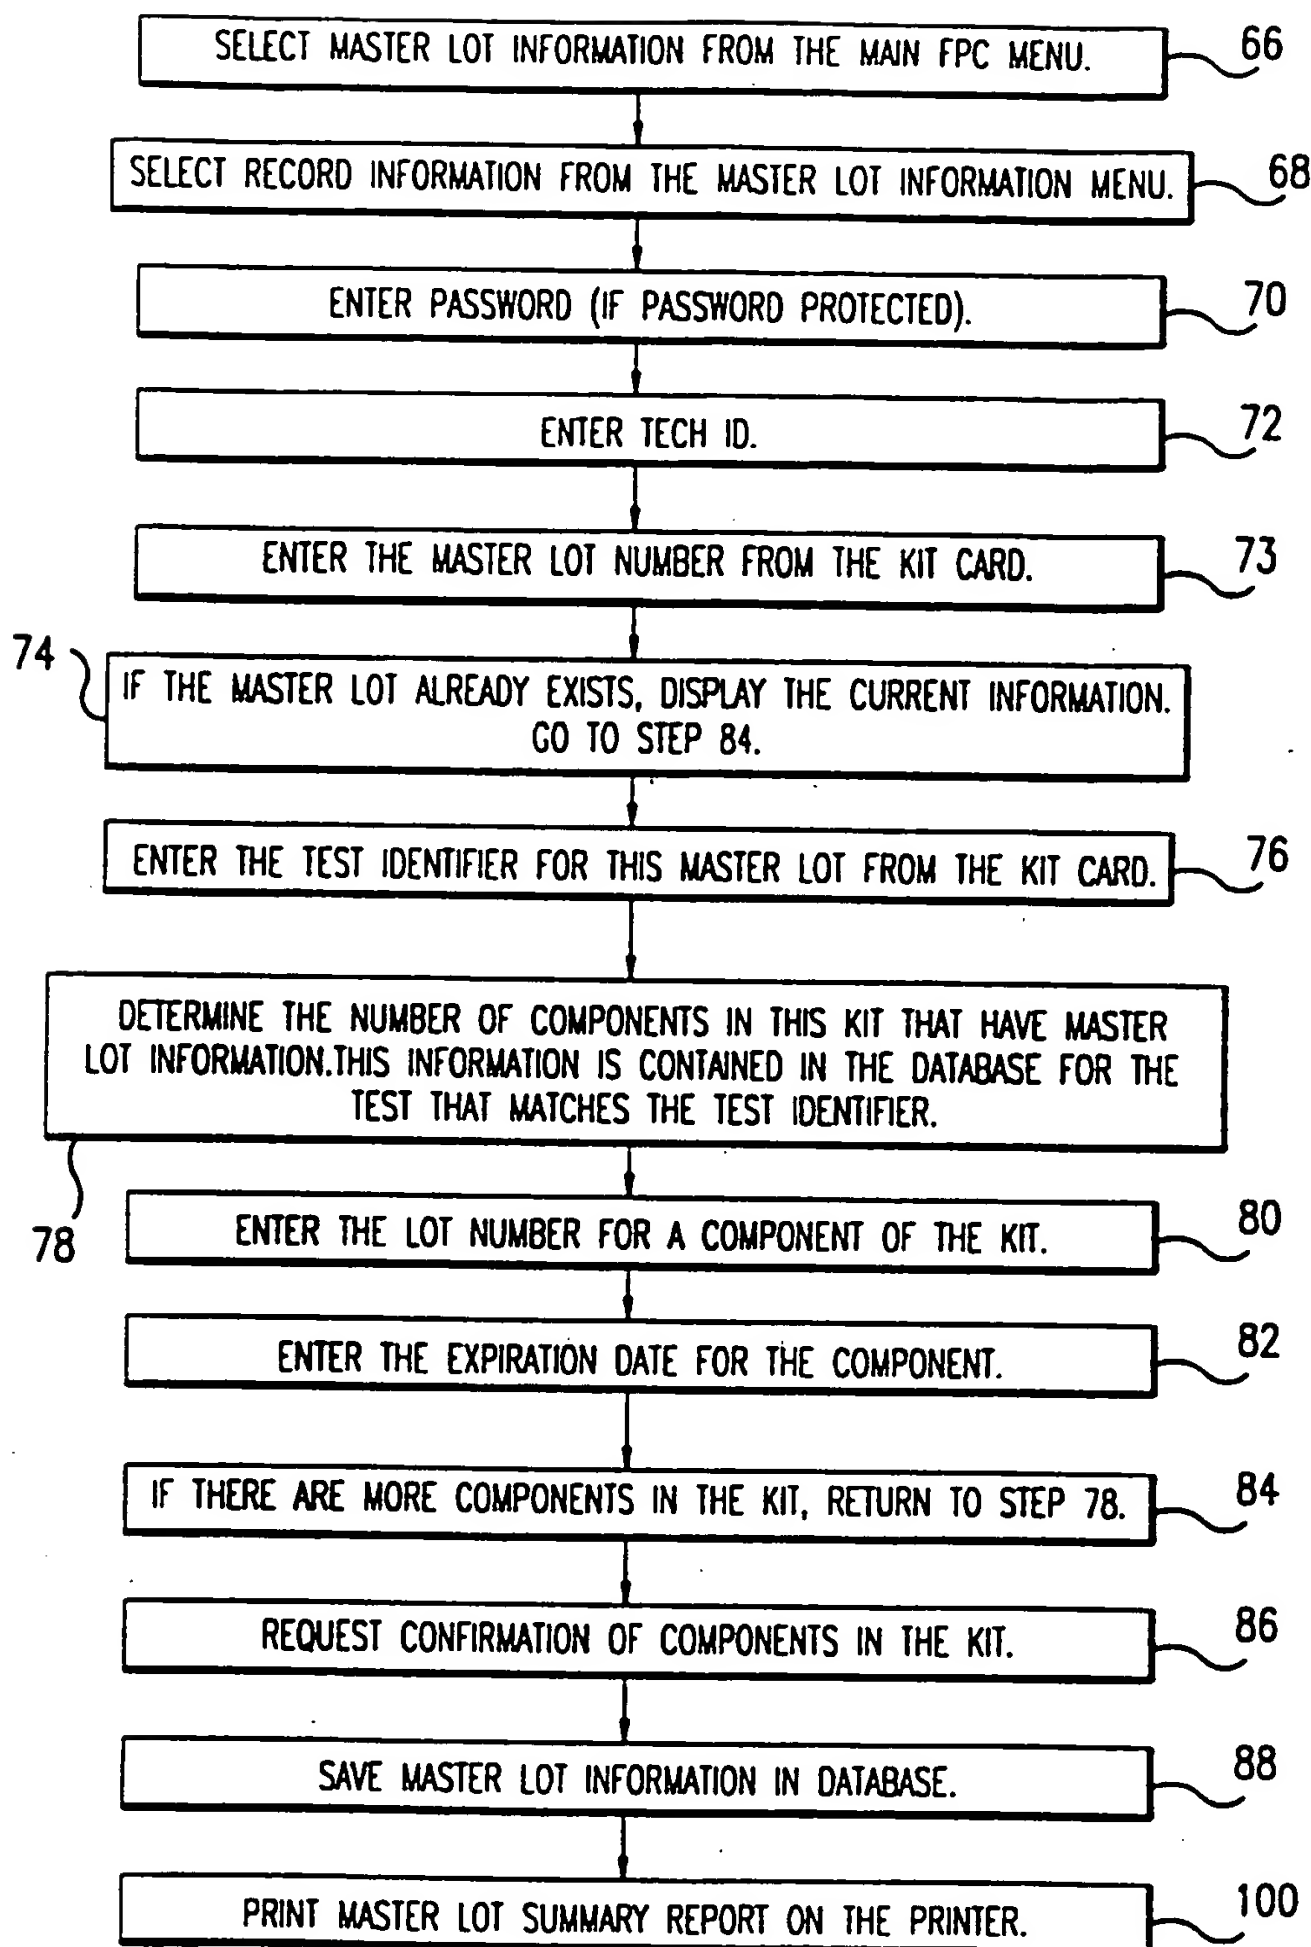 SELECT MASTER LOT INFORMATION FROM THE MAIN FPC MENU.
66
SELECT RECORD INFORMATION FROM THE MASTER LOT INFORMATION MENU.
68
ENTER PASSWORD (IF PASSWORD PROTECTED).
70
ENTER TECH ID.
72
ENTER THE MASTER LOT NUMBER FROM THE KIT CARD.
73
74
IF THE MASTER LOT ALREADY EXISTS, DISPLAY THE CURRENT INFORMATION.
GO TO STEP 84.
ENTER THE TEST IDENTIFIER FOR THIS MASTER LOT FROM THE KIT CARD.
76
DETERMINE THE NUMBER OF COMPONENTS IN THIS KIT THAT HAVE MASTER
LOT INFORMATION.THIS INFORMATION IS CONTAINED IN THE DATABASE FOR THE
TEST THAT MATCHES THE TEST IDENTIFIER.
78
ENTER THE LOT NUMBER FOR A COMPONENT OF THE KIT.
80
ENTER THE EXPIRATION DATE FOR THE COMPONENT.
82
IF THERE ARE MORE COMPONENTS IN THE KIT, RETURN TO STEP 78.
84
REQUEST CONFIRMATION OF COMPONENTS IN THE KIT.
86
SAVE MASTER LOT INFORMATION IN DATABASE.
88
PRINT MASTER LOT SUMMARY REPORT ON THE PRINTER.
100